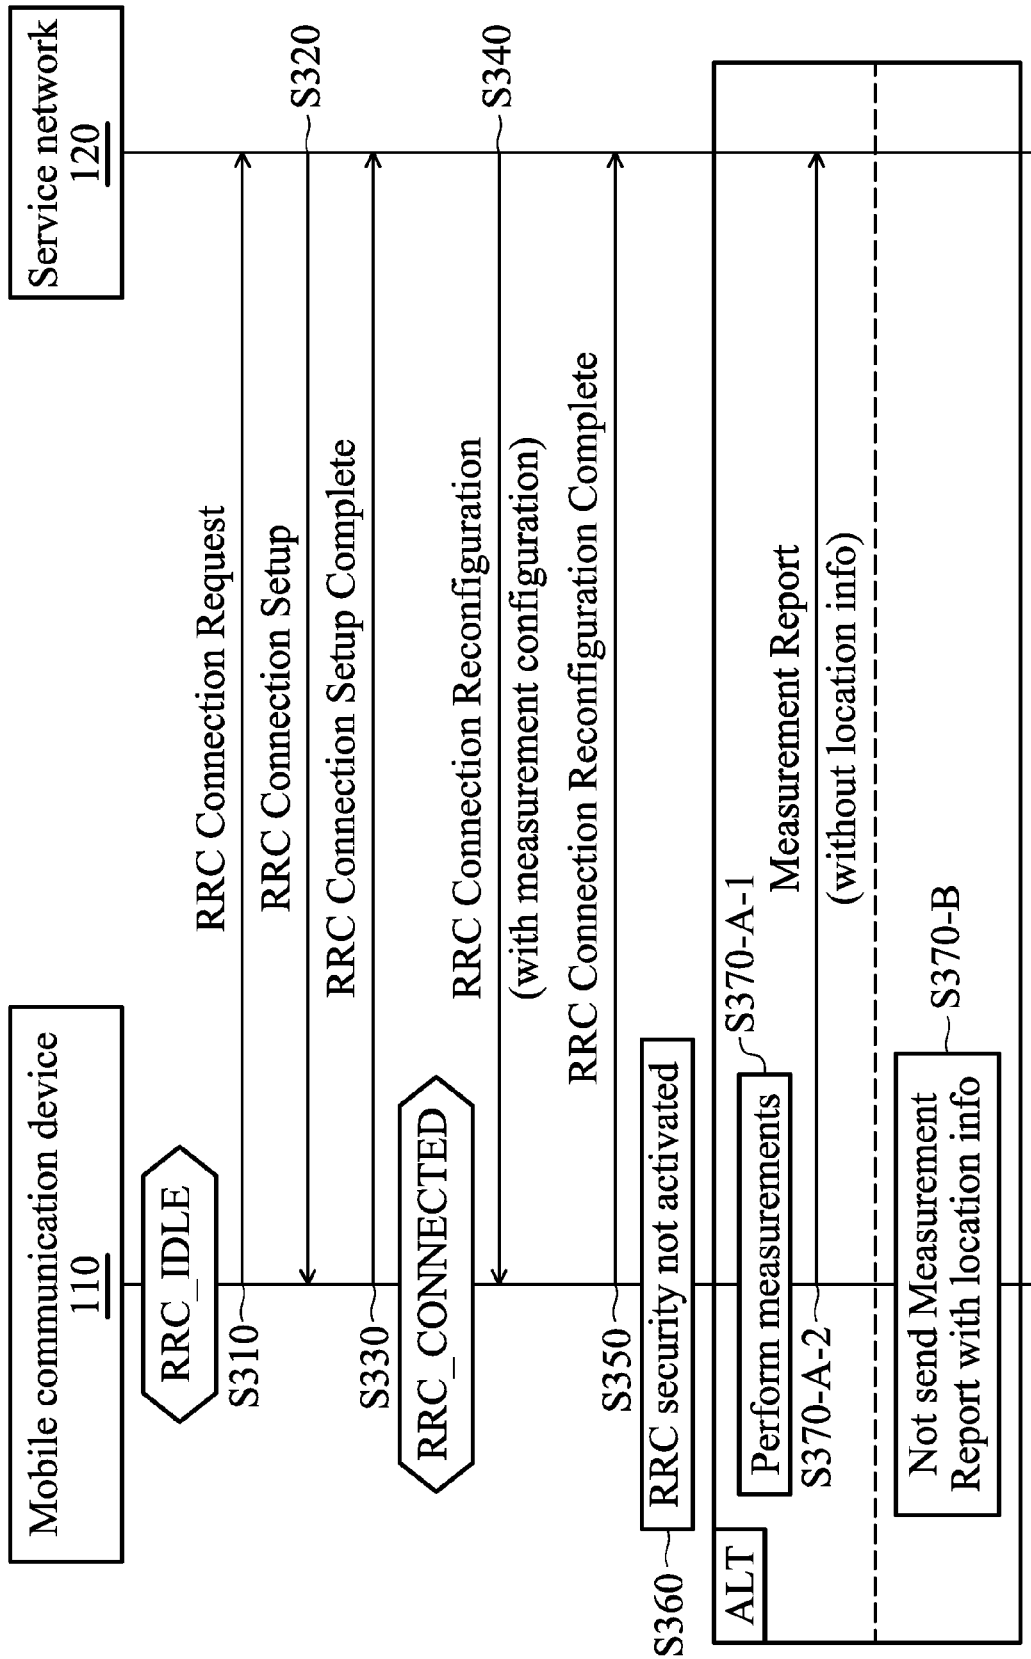 Mobile communication device
110
Service network
120
RRC_IDLE
RRC Connection Request
S310
RRC Connection Setup
S320
RRC Connection Setup Complete
S330
RRC_CONNECTED
RRC Connection Reconfiguration
(with measurement configuration)
S340
RRC Connection Reconfiguration Complete
S350
RRC security not activated
S360
ALT
Perform measurements
S370-A-1
Measurement Report
(without location info)
S370-A-2
Not send Measurement
Report with location info
S370-B